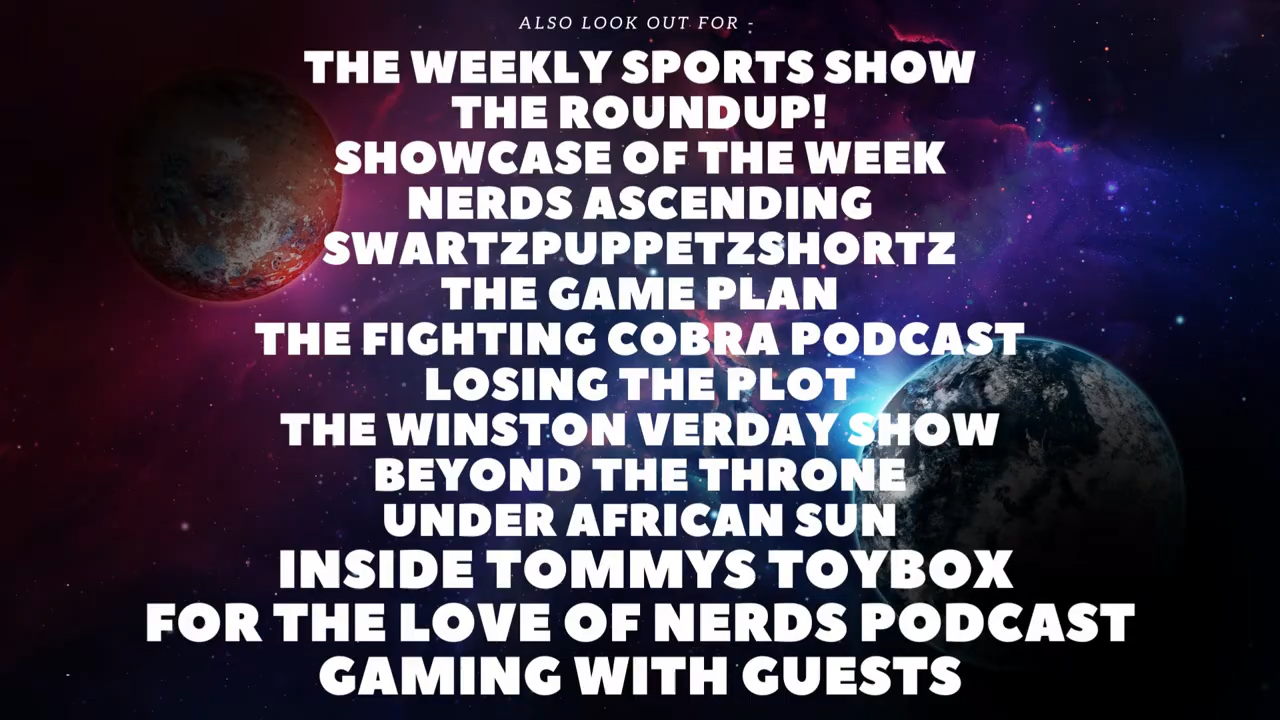 ALSO LOOK OUT FOR -
THE WEEKLY SPORTS SHOW
THE ROUNDUP!
SHOWCASE OF THE WEEK
NERDS ASCENDING
SWARTZPUPPETZSHORTZ
THE GAME PLAN
THE FIGHTING COBRA PODCAST
LOSING THE PLOT
THE WINSTON VERDAY SHOW
BEYOND THE THRONE
UNDER AFRICAN SUN
INSIDE TOMMYS TOYBOX
FOR THE LOVE OF NERDS PODCAST
GAMING WITH GUESTS